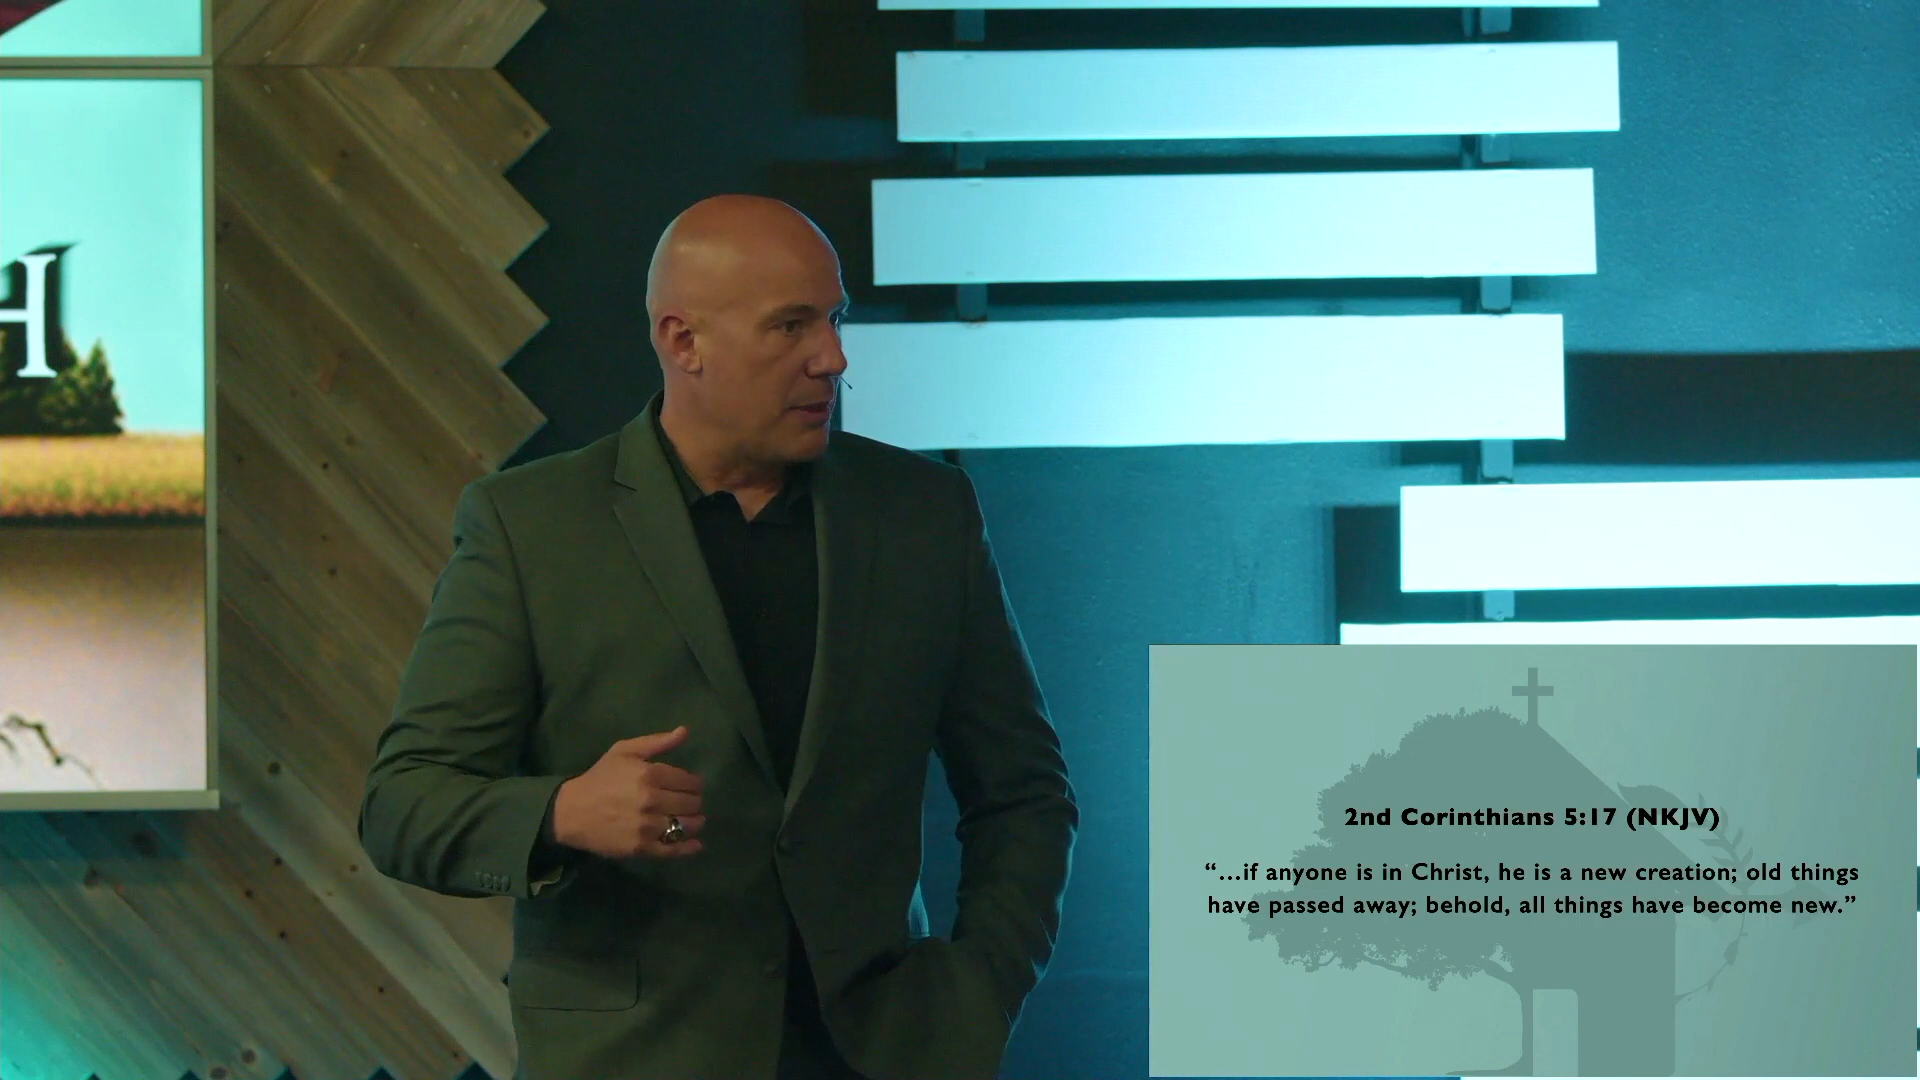 H
2nd Corinthians 5:17 (NKJV)
“...if anyone is in Christ, he is a new creation; old things
have passed away; behold, all things have become new.”